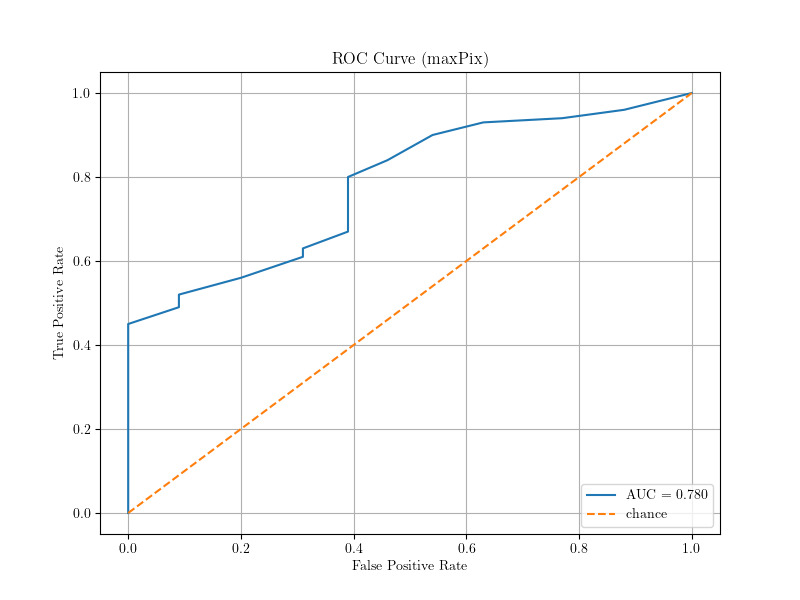 ROC Curve (maxPix)
True Positive Rate
1.0
0.8
0.6
0.4
0.2
0.0
AUC = 0.780
chance
0.0 0.2 0.4 0.6 0.8 1.0
False Positive Rate